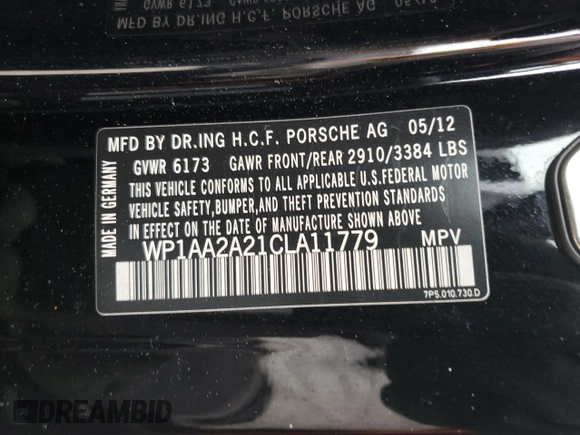 GVWR 6173
MFD BY DR.ING H.C.F. PORSCHE AG 05/12
GVWR 6173 GAWR FRONT/REAR 2910/3384 LBS
MADE IN GERMANY
THIS VEHICLE CONFORMS TO ALL APPLICABLE U.S.FEDERAL MOTOR
VEHICLE SAFETY,BUMPER,AND THEFT PREVENTION STANDARDS
IN EFFECT ON THE DATE OF MANUFACTURE SHOWN ABOVE.
WP1AA2A21CLA11779 MPV
7P5.010.730.D
DREAMBID